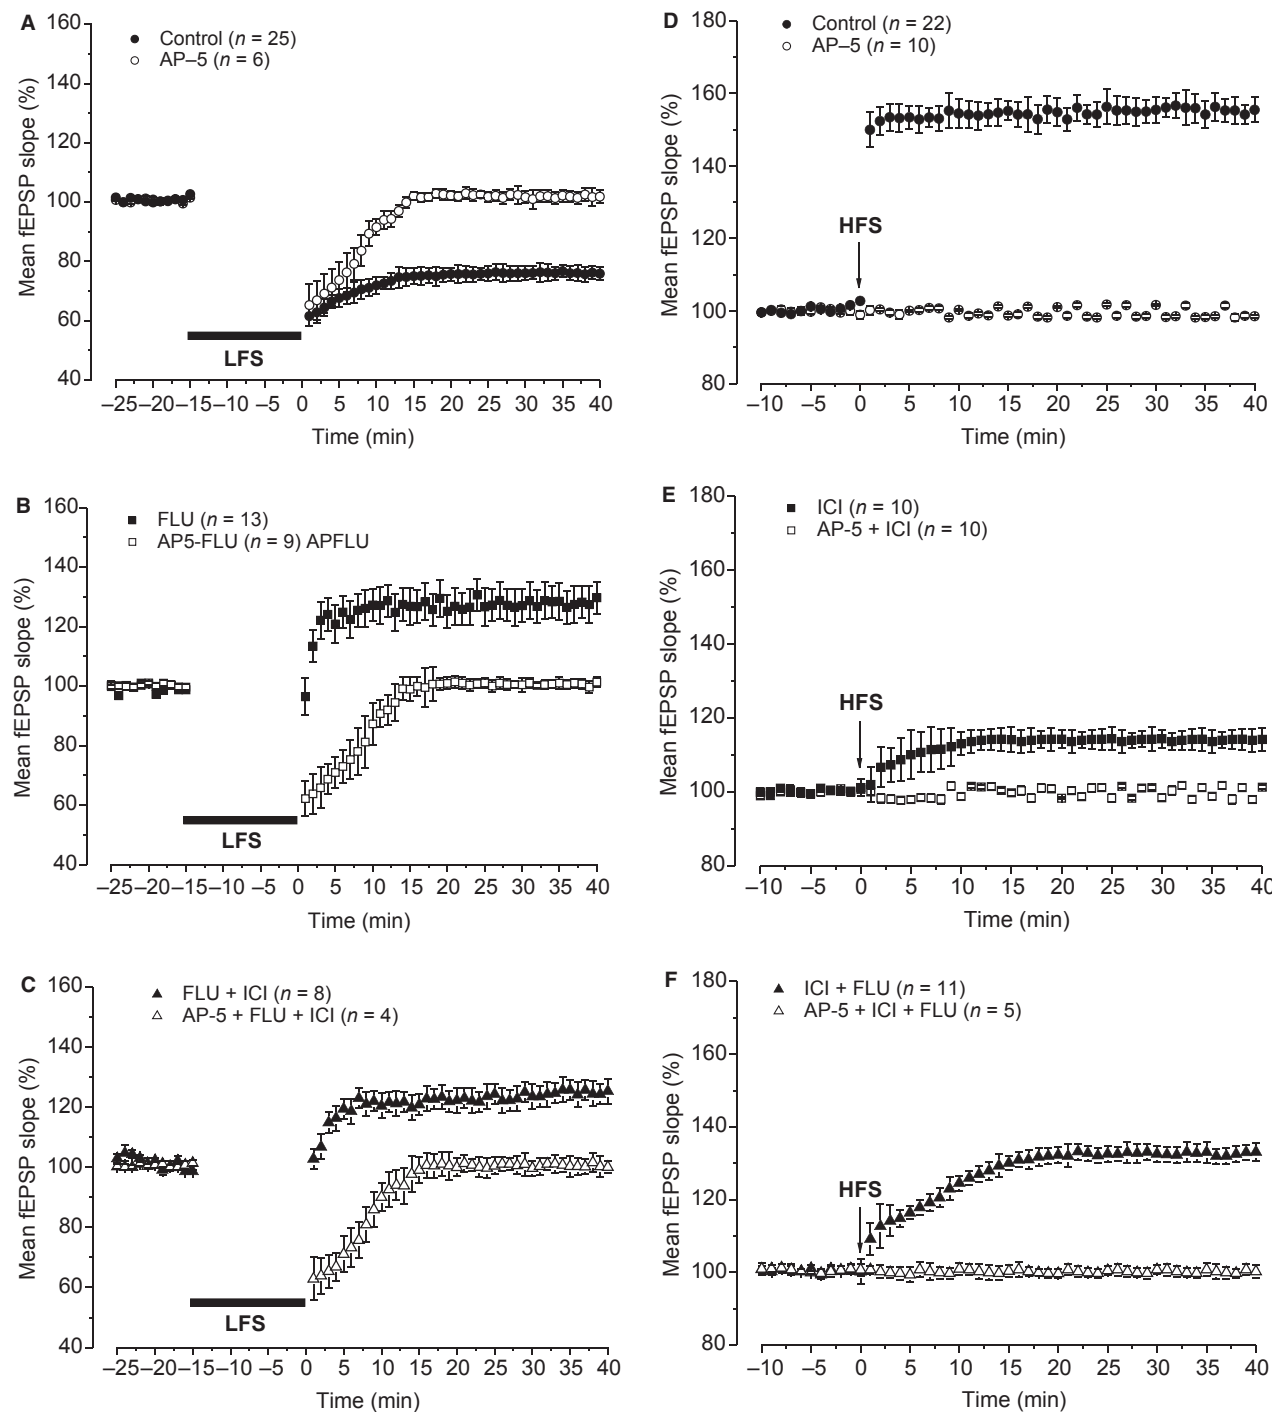 A
160
140
120
100
80
60
40
Mean fEPSP slope (%)
Control (n = 25)
AP–5 (n = 6)
LFS
–25 –20 –15 –10 –5 0 5 10 15 20 25 30 35 40
Time (min)
B
160
140
120
100
80
60
40
Mean fEPSP slope (%)
FLU (n = 13)
AP5-FLU (n = 9) APFLU
LFS
–25 –20 –15 –10 –5 0 5 10 15 20 25 30 35 40
Time (min)
C
160
140
120
100
80
60
40
Mean fEPSP slope (%)
FLU + ICI (n = 8)
AP-5 + FLU + ICI (n = 4)
LFS
–25 –20 –15 –10 –5 0 5 10 15 20 25 30 35 40
Time (min)
D
180
160
140
120
100
80
Mean fEPSP slope (%)
Control (n = 22)
AP–5 (n = 10)
HFS
–10 –5 0 5 10 15 20 25 30 35 40
Time (min)
E
180
160
140
120
100
80
Mean fEPSP slope (%)
ICI (n = 10)
AP-5 + ICI (n = 10)
HFS
–10 –5 0 5 10 15 20 25 30 35 40
Time (min)
F
180
160
140
120
100
80
Mean fEPSP slope (%)
ICI + FLU (n = 11)
AP-5 + ICI + FLU (n = 5)
HFS
–10 –5 0 5 10 15 20 25 30 35 40
Time (min)